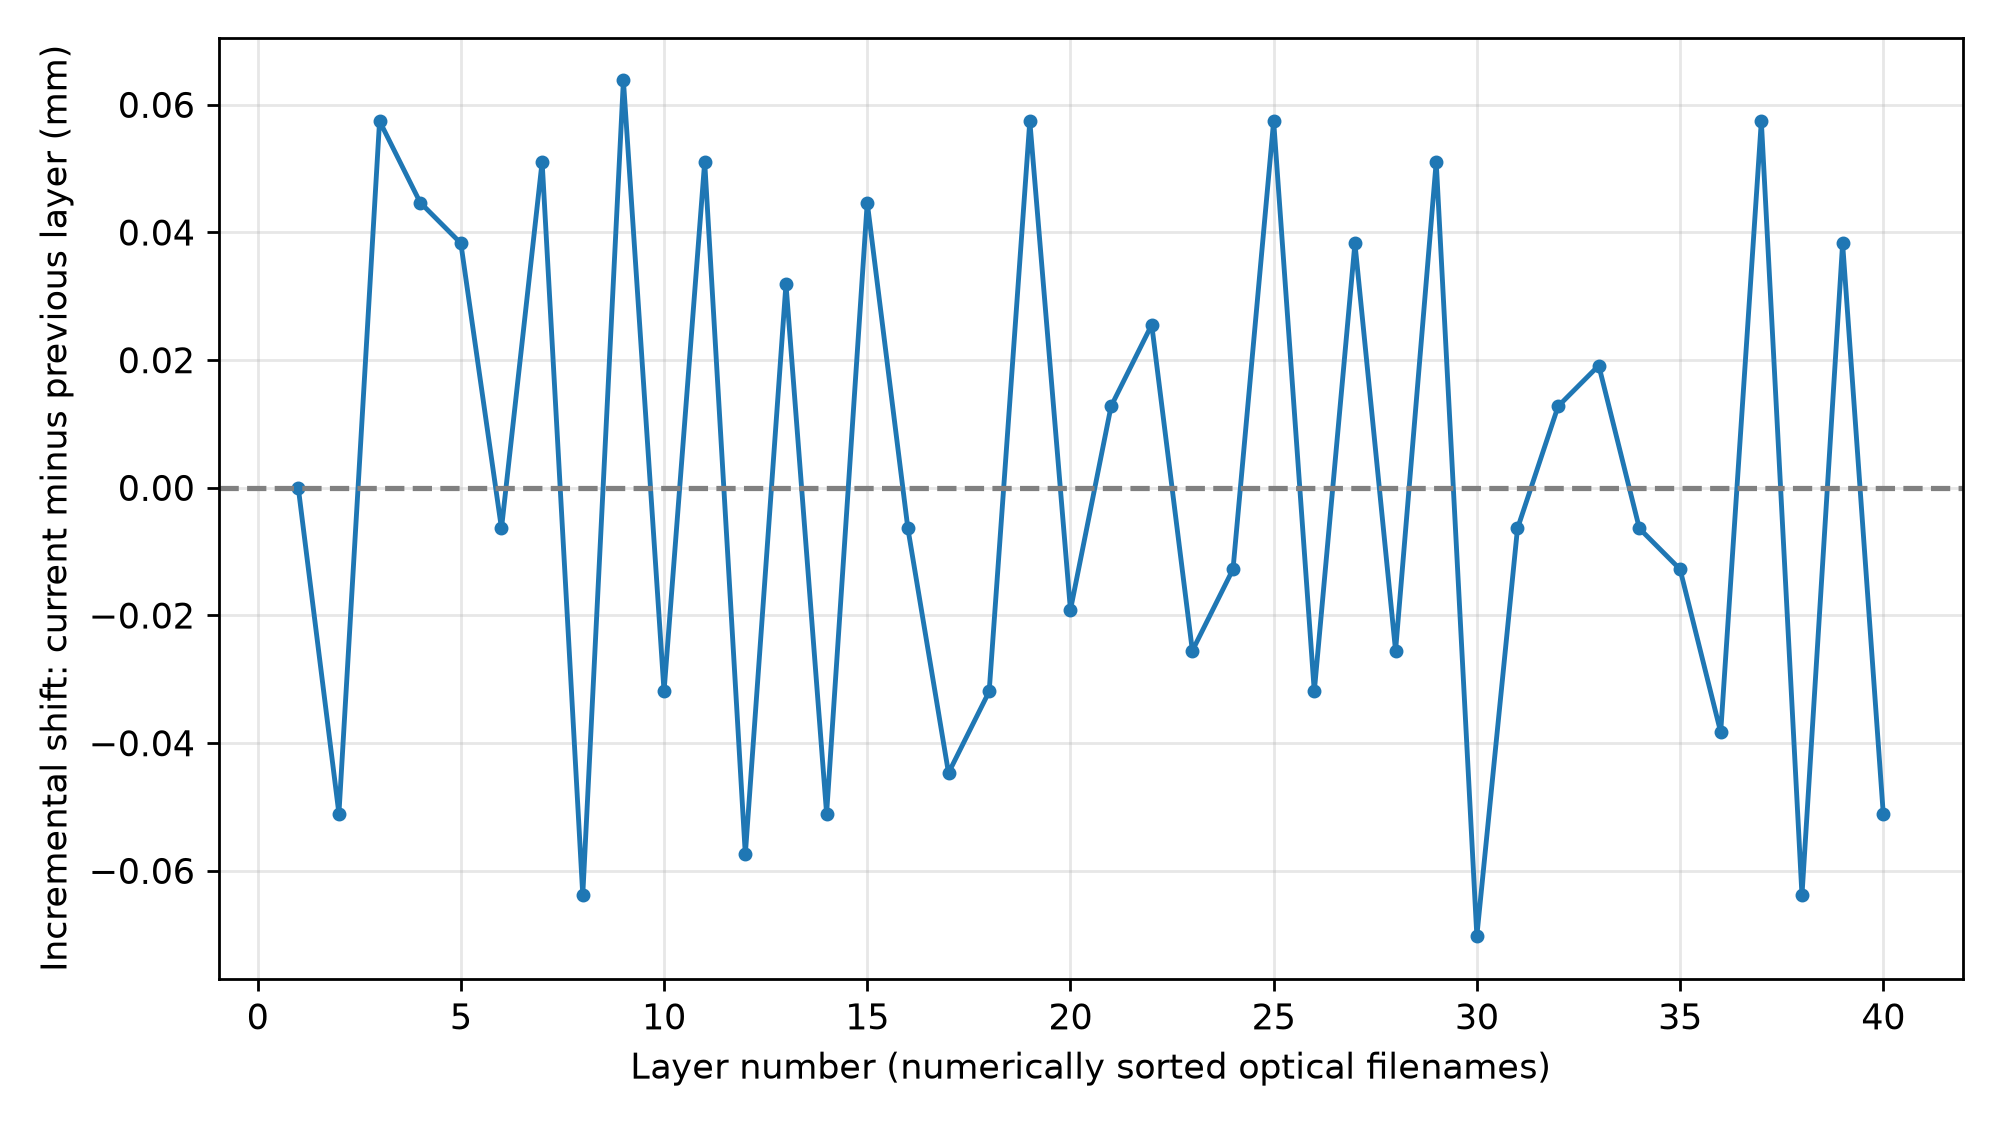 Incremental shift: current minus previous layer (mm)
0.06
0.04
0.02
0.00
−0.02
−0.04
−0.06
0 5 10 15 20 25 30 35 40
Layer number (numerically sorted optical filenames)